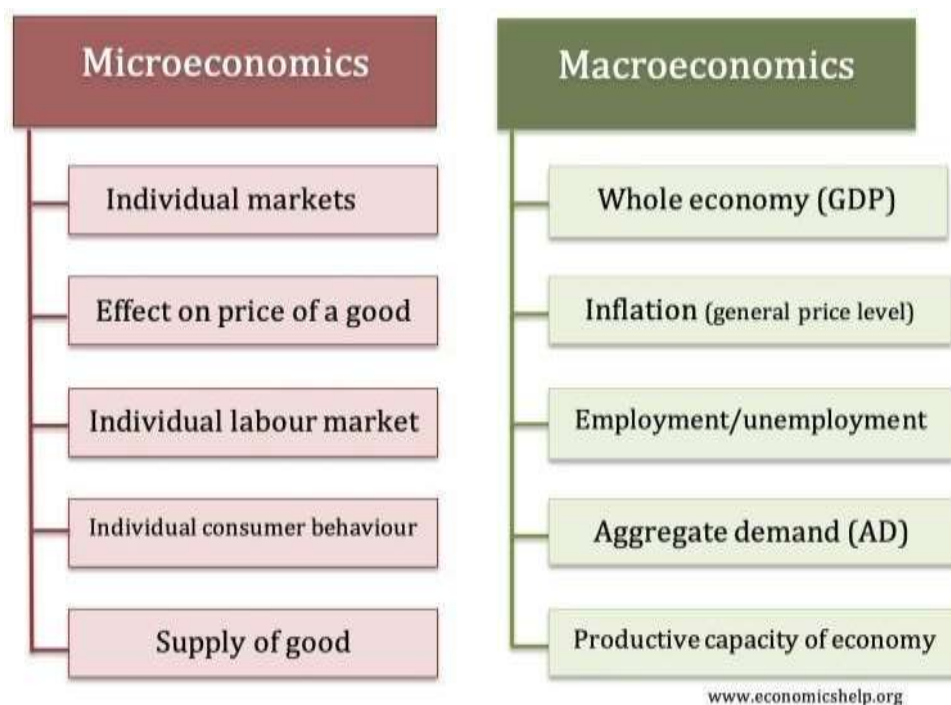 Microeconomics
Individual markets
Effect on price of a good
Individual labour market
Individual consumer behaviour
Supply of good
Macroeconomics
Whole economy (GDP)
Inflation (general price level)
Employment/unemployment
Aggregate demand (AD)
Productive capacity of economy
www.economicshelp.org